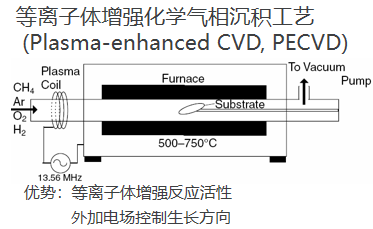 等离子体增强化学气相沉积工艺
(Plasma-enhanced CVD, PECVD)
Plasma
Coil
Furnace
To Vacuum
Pump
CH4
Ar
O2
H2
Substrate
500–750°C
13.56 MHz
优势：等离子体增强反应活性
外加电场控制生长方向